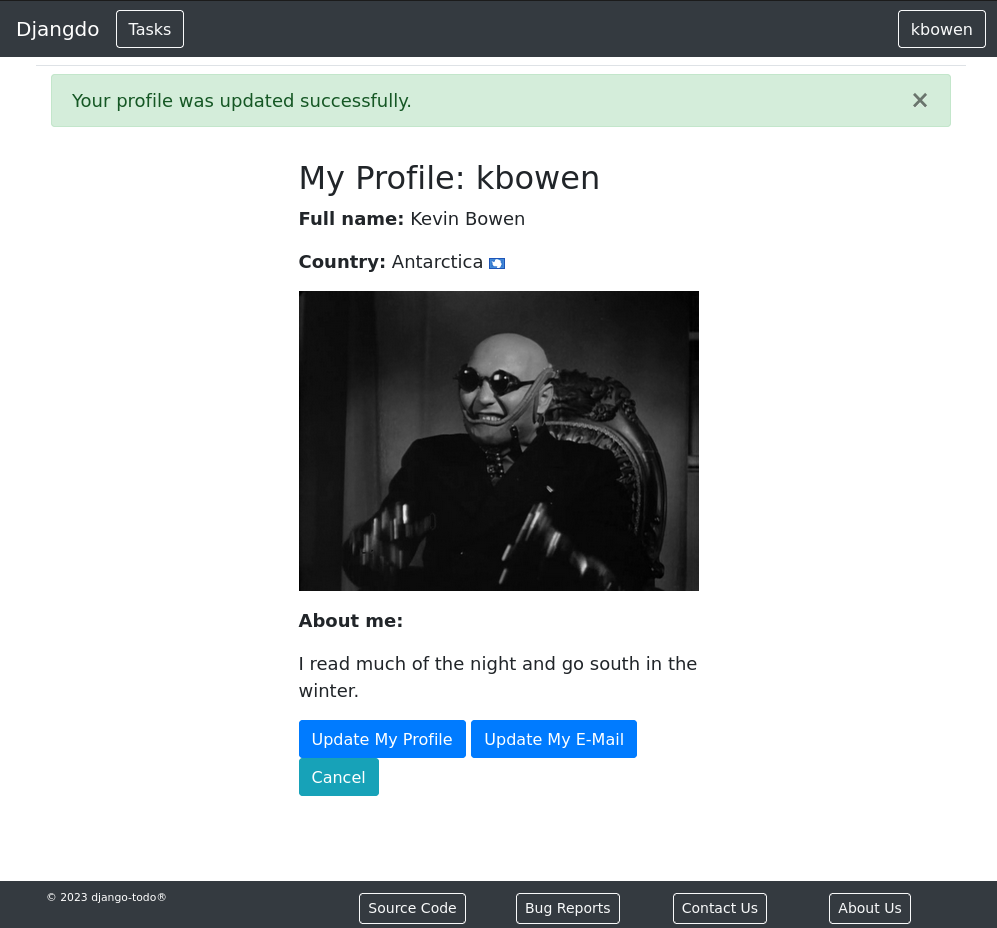 Djangdo Tasks kbowen
Your profile was updated successfully. ×
My Profile: kbowen
Full name: Kevin Bowen
Country: Antarctica
About me:
I read much of the night and go south in the
winter.
Update My Profile Update My E-Mail
Cancel
© 2023 django-todo® Source Code Bug Reports Contact Us About Us